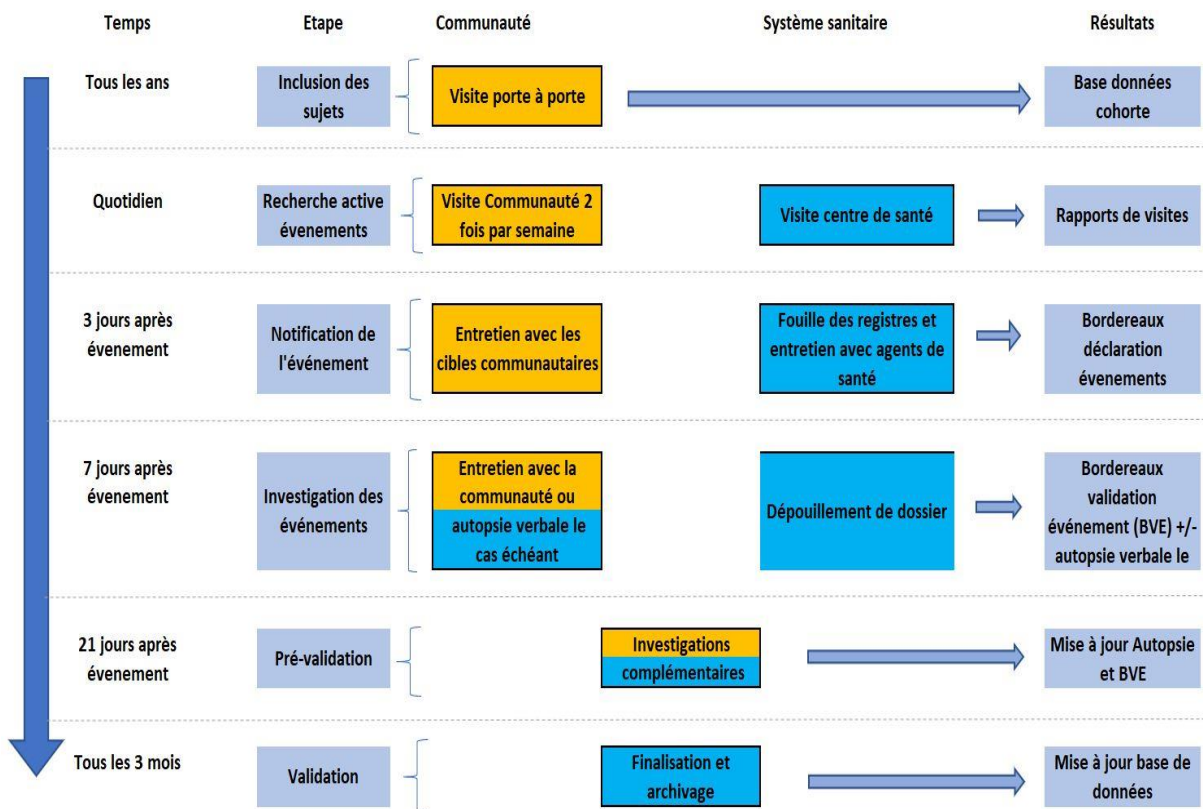 Temps
Etape
Communauté
Système sanitaire
Résultats
Tous les ans
Inclusion des
sujets
Visite porte à porte
Base données
cohorte
Quotidien
Recherche active
évenements
Visite Communauté 2
fois par semaine
Visite centre de santé
Rapports de visites
3 jours après
évenement
Notification de
l'événement
Entretien avec les
cibles communautaires
Fouille des registres et
entretien avec agents de
santé
Bordereaux
déclaration
évenements
7 jours après
évenement
Investigation des
événements
Entretien avec la
communauté ou
autopsie verbale le
cas échéant
Dépouillement de dossier
Bordereaux
validation
événement (BVE) +/-
autopsie verbale le
21 jours après
évenement
Pré-validation
Investigations
complémentaires
Mise à jour Autopsie
et BVE
Tous les 3 mois
Validation
Finalisation et
archivage
Mise à jour base de
données